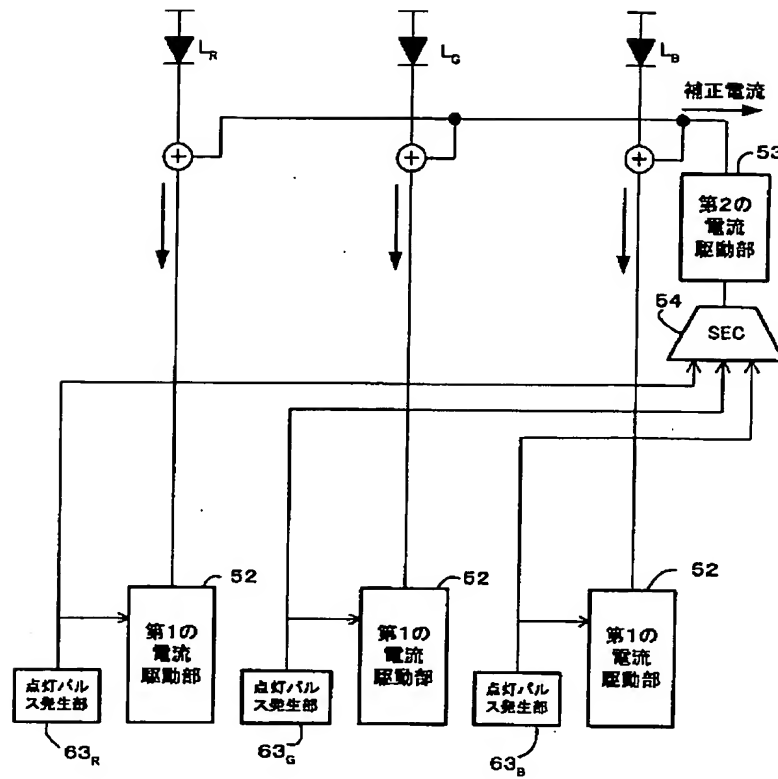 L_R
L_G
L_B
補正電流
53
第2の
電流
駆動部
54
SEC
52
52
52
第1の
電流
駆動部
第1の
電流
駆動部
第1の
電流
駆動部
点灯パル
ス発生部
点灯パル
ス発生部
点灯パル
ス発生部
63_R
63_G
63_B